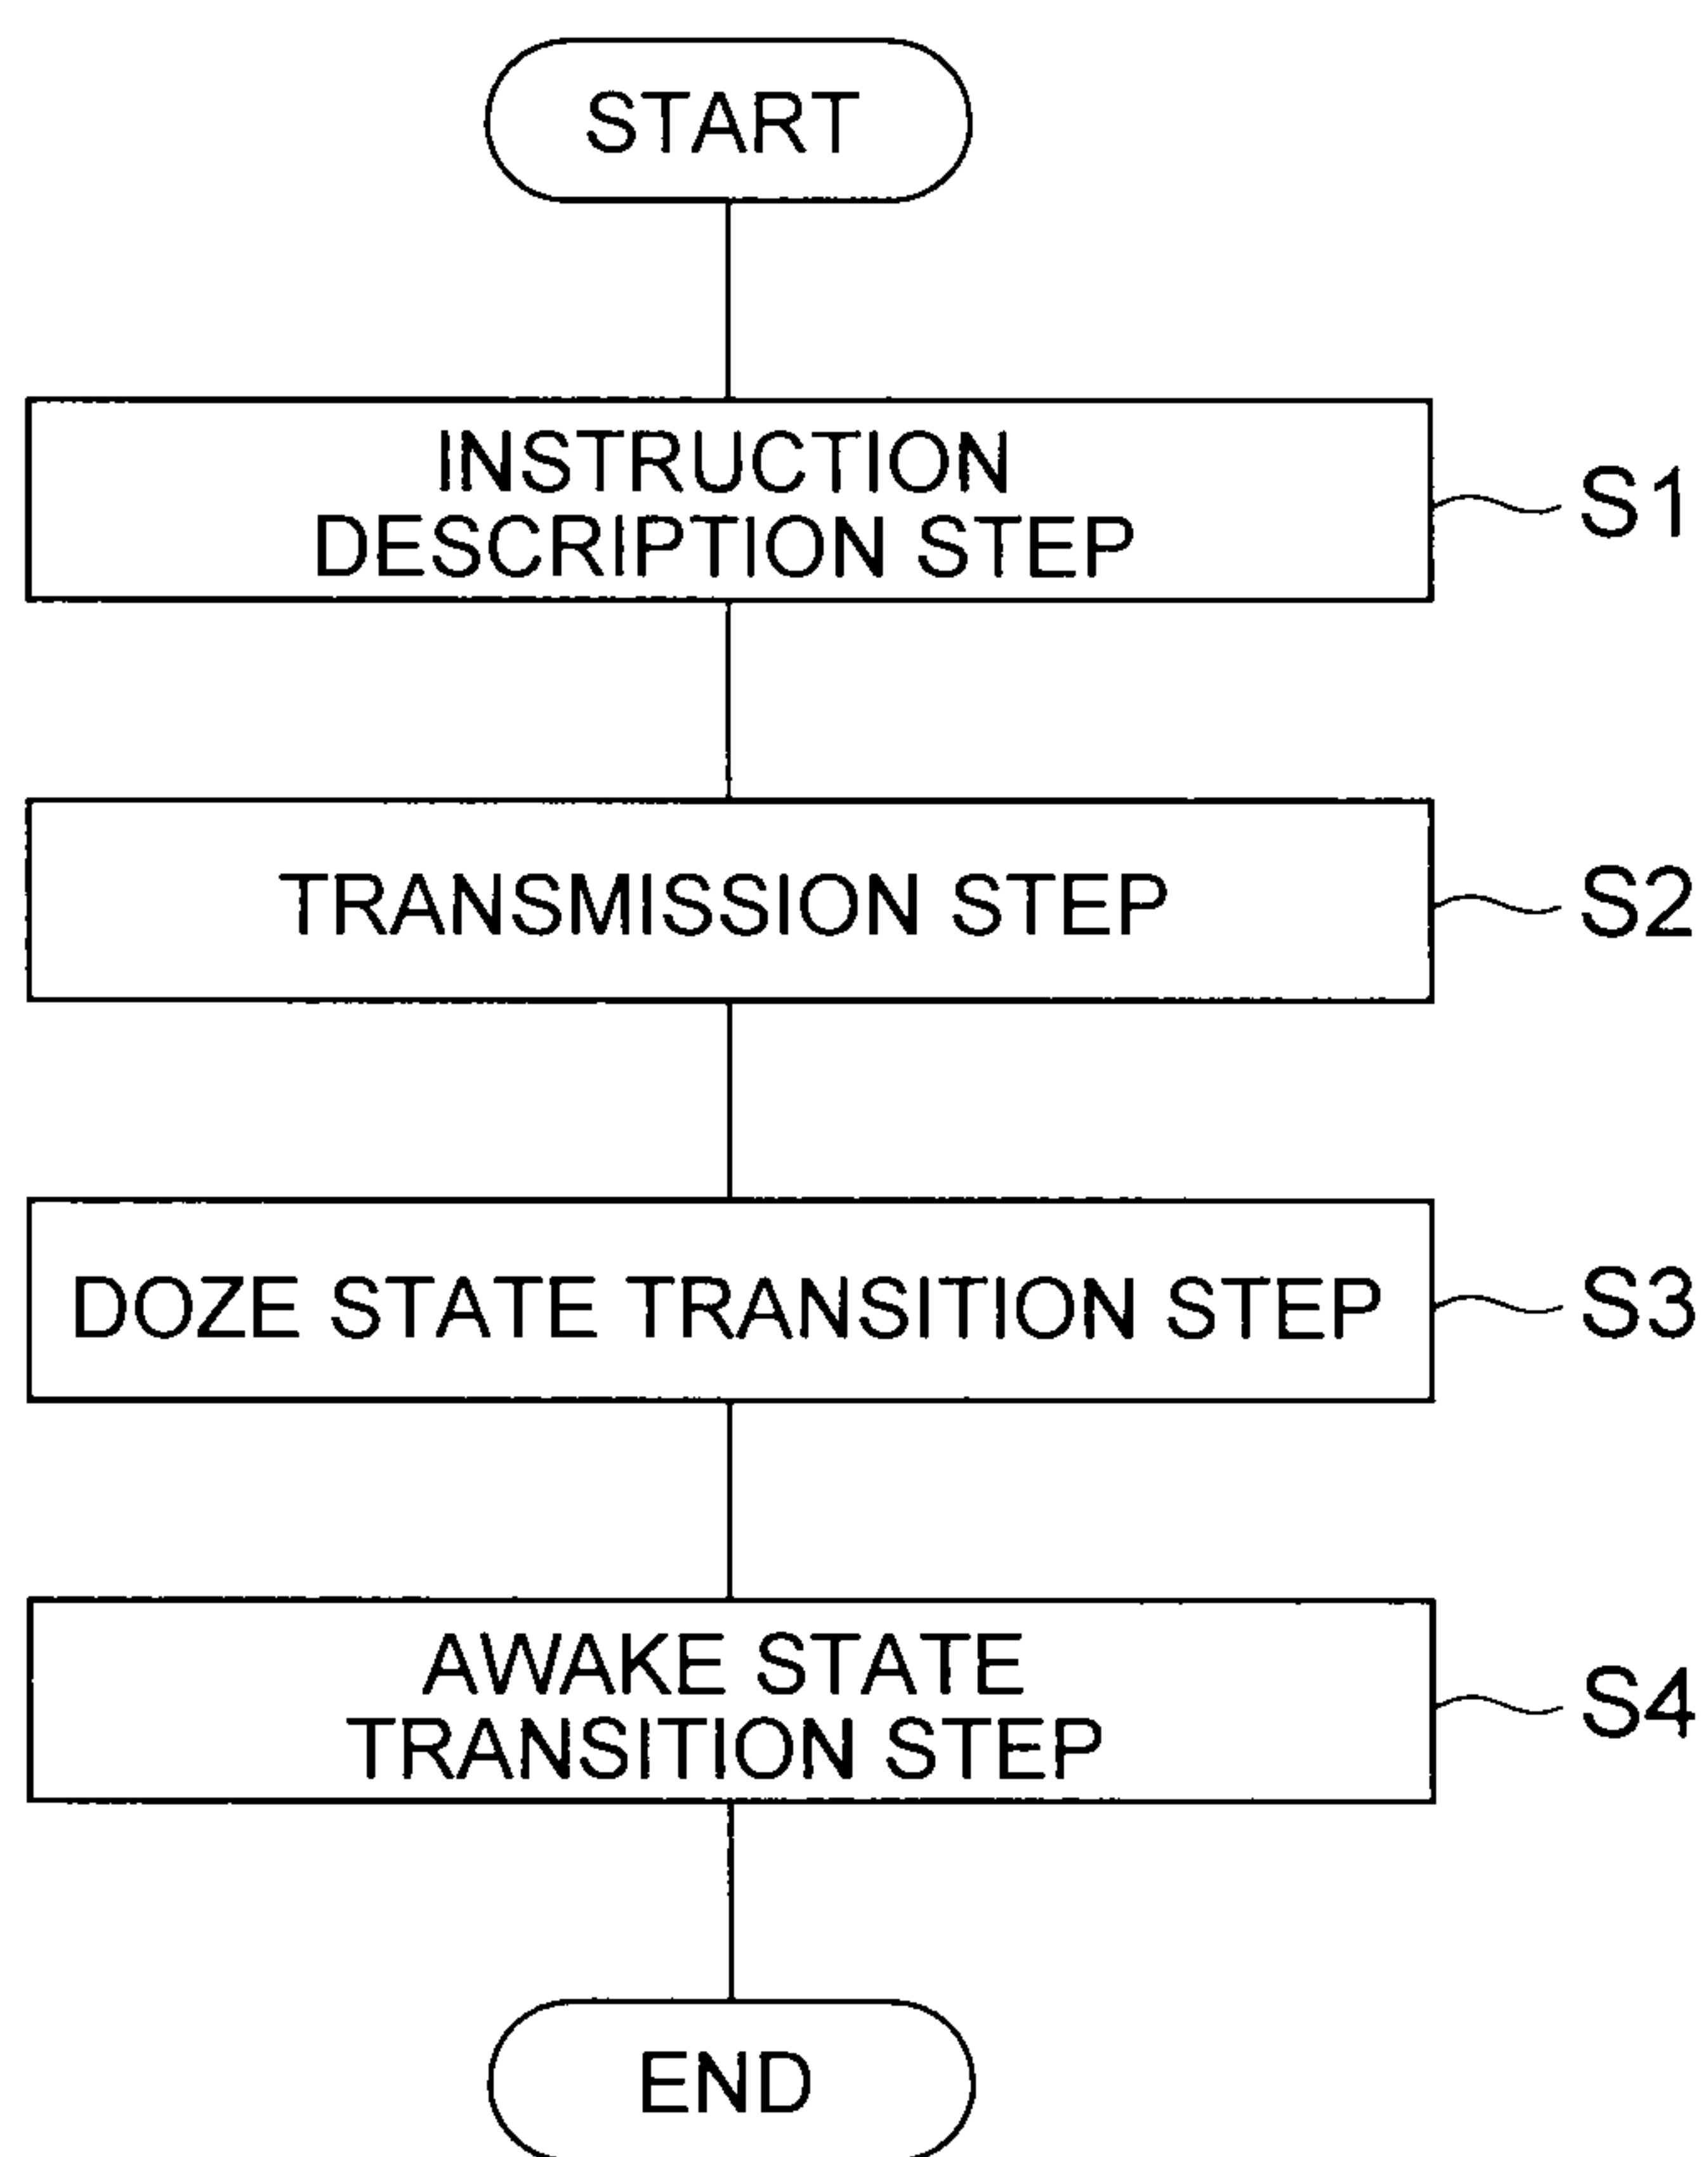 START
INSTRUCTION
DESCRIPTION STEP
S1
TRANSMISSION STEP
S2
DOZE STATE TRANSITION STEP
S3
AWAKE STATE
TRANSITION STEP
S4
END